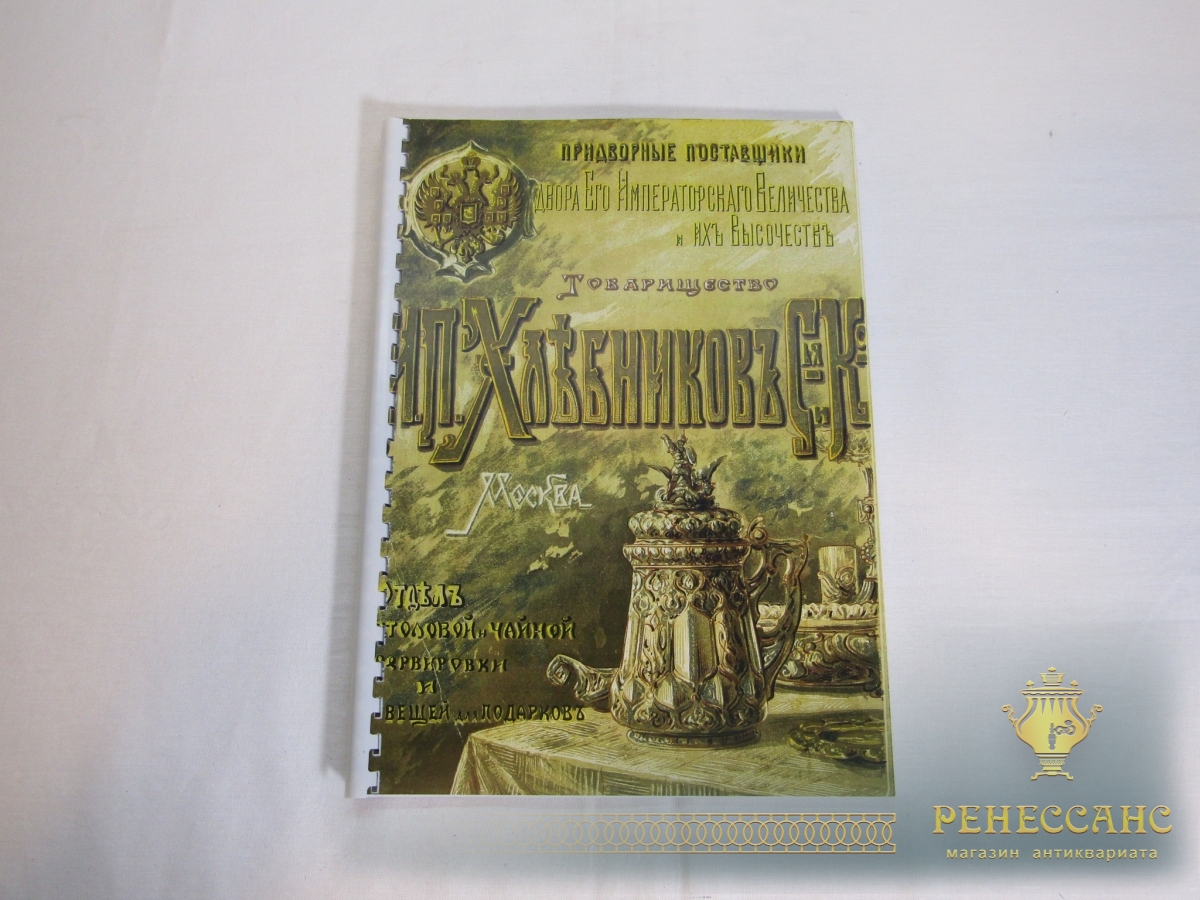 ПРИДВОРНЫЕ ПОСТАВЩИКИ
ДВОРА ЕГО ИМПЕРАТОРСКАГО ВЕЛИЧЕСТВА
И ИХЪ ВЫСОЧЕСТВЪ
ТОВАРИЩЕСТВО
И.П. ХЛѢБНИКОВЪ С-ЬЯ И К-О
МОСКВА
ОТДѢЛЪ
СТОЛОВОЙ И ЧАЙНОЙ
СЕРВИРОВКИ
И
ВЕЩЕЙ ДЛЯ ПОДАРКОВЪ
РЕНЕССАНС
магазин антиквариата